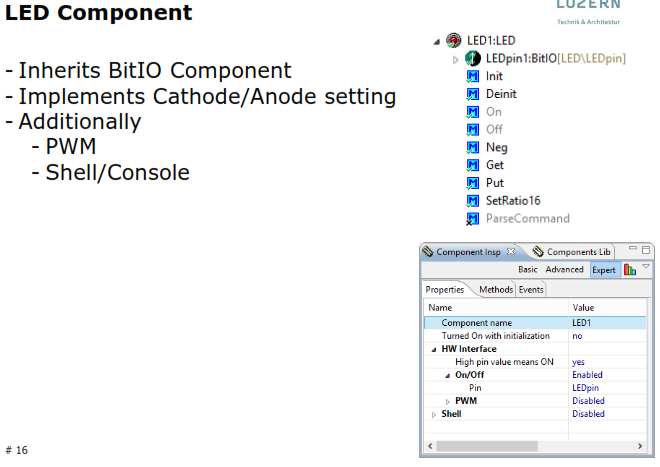 LED Component
LUZERN
Technik & Architektur
- Inherits BitIO Component
- Implements Cathode/Anode setting
- Additionally
- PWM
- Shell/Console
LED1:LED
LEDpin1:BitIO[LED\LEDpin]
M Init
M Deinit
M On
M Off
M Neg
M Get
M Put
M SetRatio16
M ParseCommand
Component Insp Components Lib
Basic Advanced Expert
Properties Methods Events
Name Value
Component name LED1
Turned On with initialization no
HW Interface
High pin value means ON yes
On/Off Enabled
Pin LEDpin
PWM Disabled
Shell Disabled
# 16